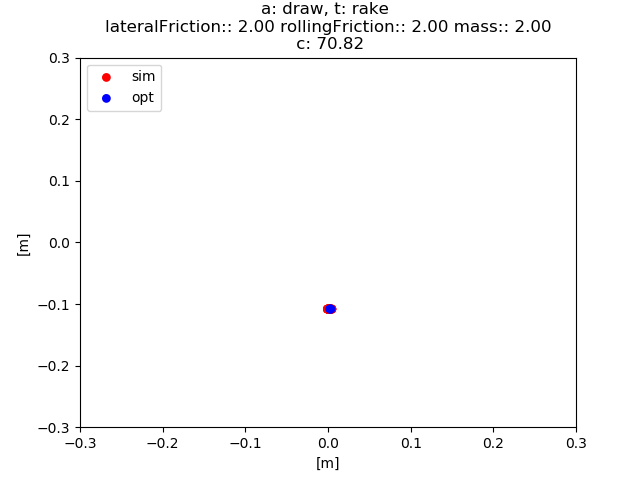 a: draw, t: rake
lateralFriction:: 2.00 rollingFriction:: 2.00 mass:: 2.00
c: 70.82
sim
opt
0.3
0.2
0.1
0.0
−0.1
−0.2
−0.3
[m]
−0.3 −0.2 −0.1 0.0 0.1 0.2 0.3
[m]